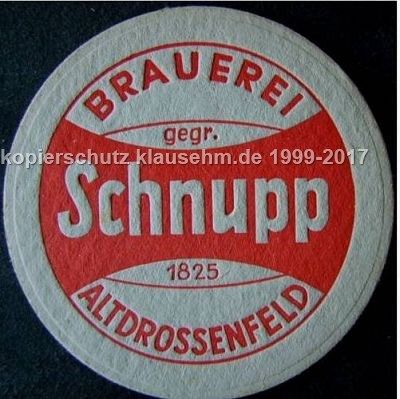 BRAUEREI
gegr.
kopierschutz klausehm.de 1999-2017
Schnupp
1825
ALTDROSSENFELD